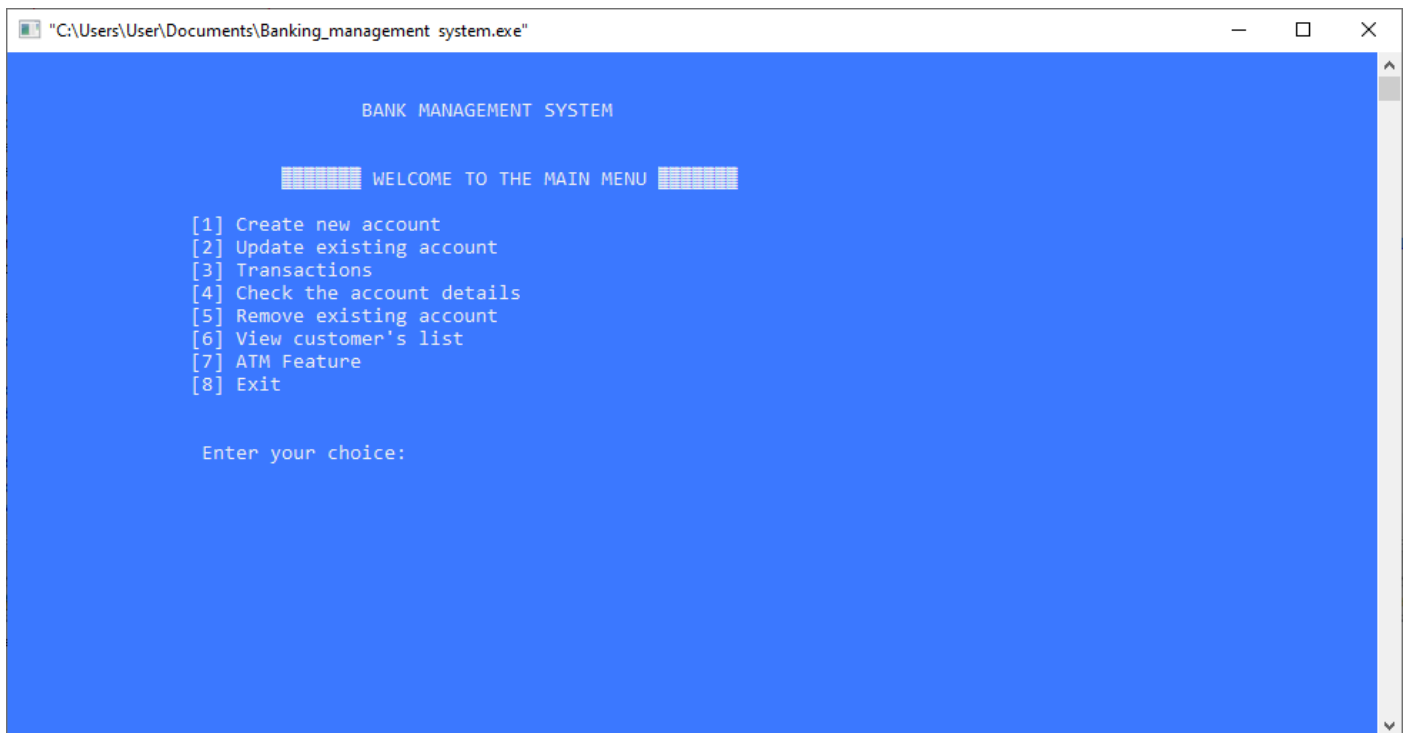 "C:\Users\User\Documents\Banking_management system.exe"
BANK MANAGEMENT SYSTEM
▓▓▓▓▓▓▓ WELCOME TO THE MAIN MENU ▓▓▓▓▓▓▓
[1] Create new account
[2] Update existing account
[3] Transactions
[4] Check the account details
[5] Remove existing account
[6] View customer's list
[7] ATM Feature
[8] Exit
Enter your choice: